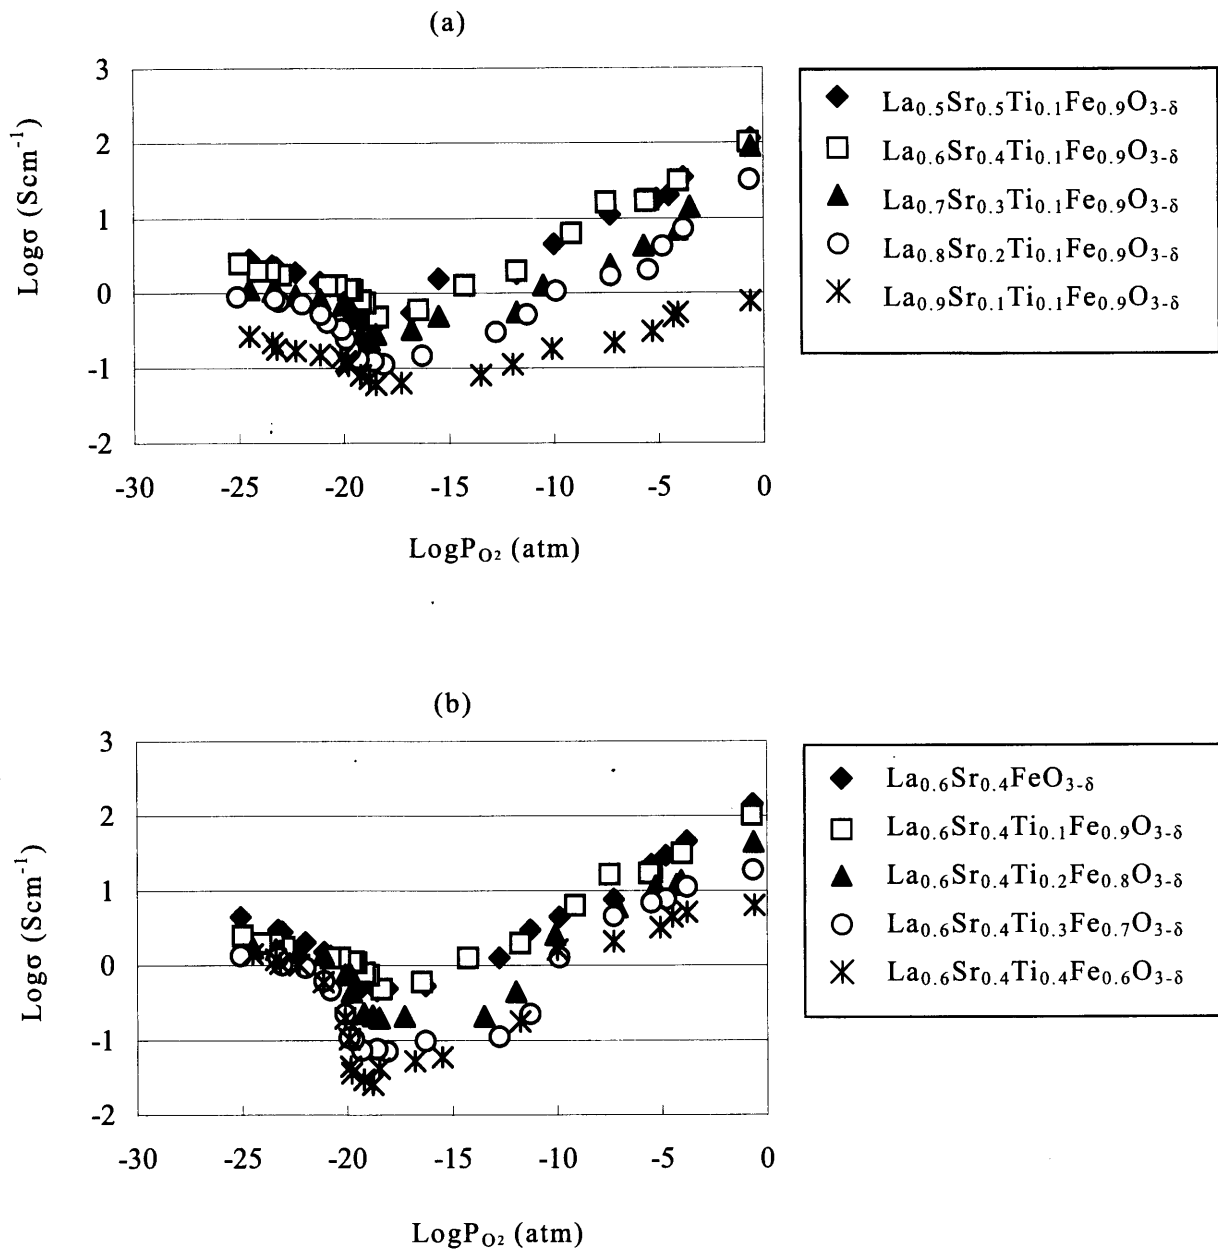 (a)
3
2
1
0
-1
-2
-30 -25 -20 -15 -10 -5 0
Logσ (Scm⁻¹)
LogP_O₂ (atm)
La₀.₅Sr₀.₅Ti₀.₁Fe₀.₉O₃₋δ
La₀.₆Sr₀.₄Ti₀.₁Fe₀.₉O₃₋δ
La₀.₇Sr₀.₃Ti₀.₁Fe₀.₉O₃₋δ
La₀.₈Sr₀.₂Ti₀.₁Fe₀.₉O₃₋δ
La₀.₉Sr₀.₁Ti₀.₁Fe₀.₉O₃₋δ
(b)
3
2
1
0
-1
-2
-30 -25 -20 -15 -10 -5 0
Logσ (Scm⁻¹)
LogP_O₂ (atm)
La₀.₆Sr₀.₄FeO₃₋δ
La₀.₆Sr₀.₄Ti₀.₁Fe₀.₉O₃₋δ
La₀.₆Sr₀.₄Ti₀.₂Fe₀.₈O₃₋δ
La₀.₆Sr₀.₄Ti₀.₃Fe₀.₇O₃₋δ
La₀.₆Sr₀.₄Ti₀.₄Fe₀.₆O₃₋δ